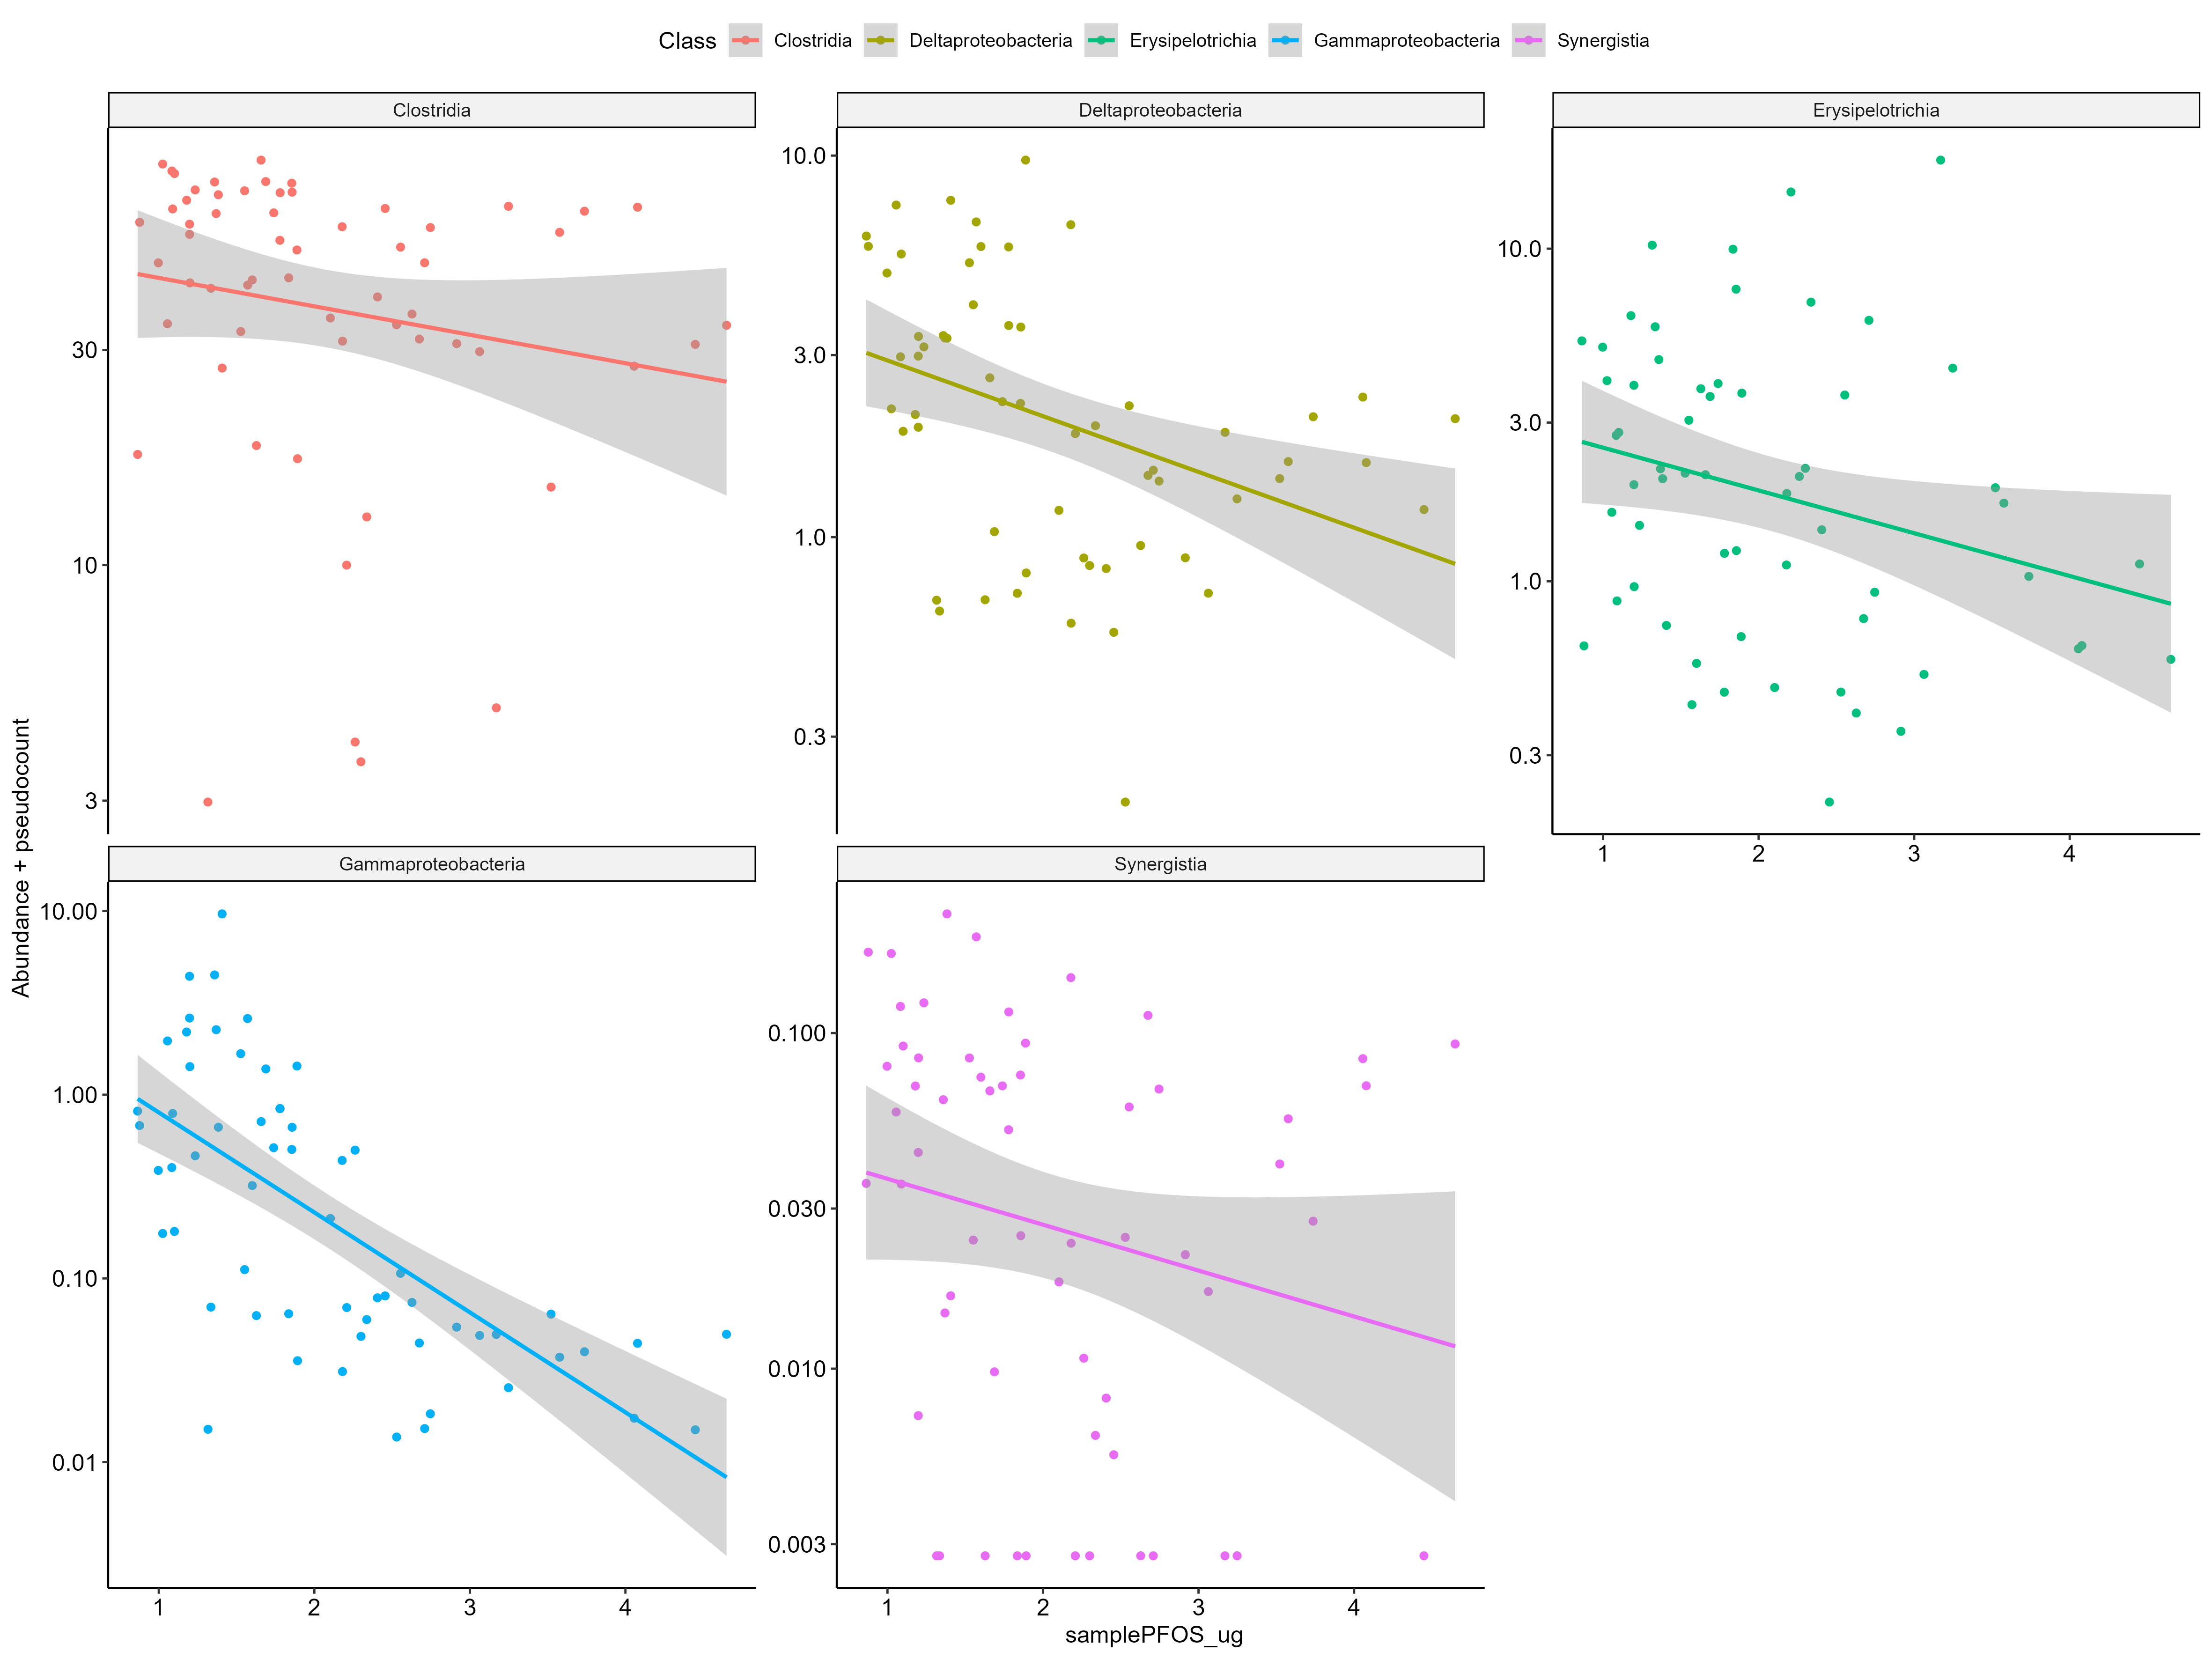 Class Clostridia Deltaproteobacteria Erysipelotrichia Gammaproteobacteria Synergistia
Clostridia Deltaproteobacteria Erysipelotrichia
30
10
3
10.0
3.0
1.0
0.3
10.0
3.0
1.0
0.3
1 2 3 4
Abundance + pseudocount
Gammaproteobacteria Synergistia
10.00
1.00
0.10
0.01
0.100
0.030
0.010
0.003
1 2 3 4
1 2 3 4
samplePFOS_ug